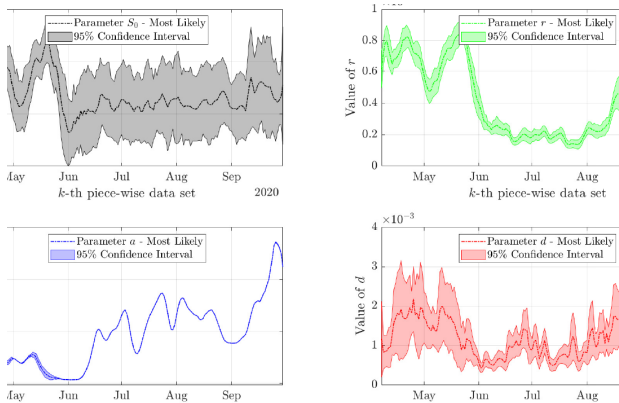 Parameter S₀ - Most Likely
95% Confidence Interval
May Jun Jul Aug Sep
k-th piece-wise data set 2020
Parameter r - Most Likely
95% Confidence Interval
Value of r
1
0.8
0.6
0.4
0.2
0
May Jun Jul Aug
k-th piece-wise data set
Parameter a - Most Likely
95% Confidence Interval
May Jun Jul Aug Sep
×10⁻³
Parameter d - Most Likely
95% Confidence Interval
Value of d
4
3
2
1
0
May Jun Jul Aug